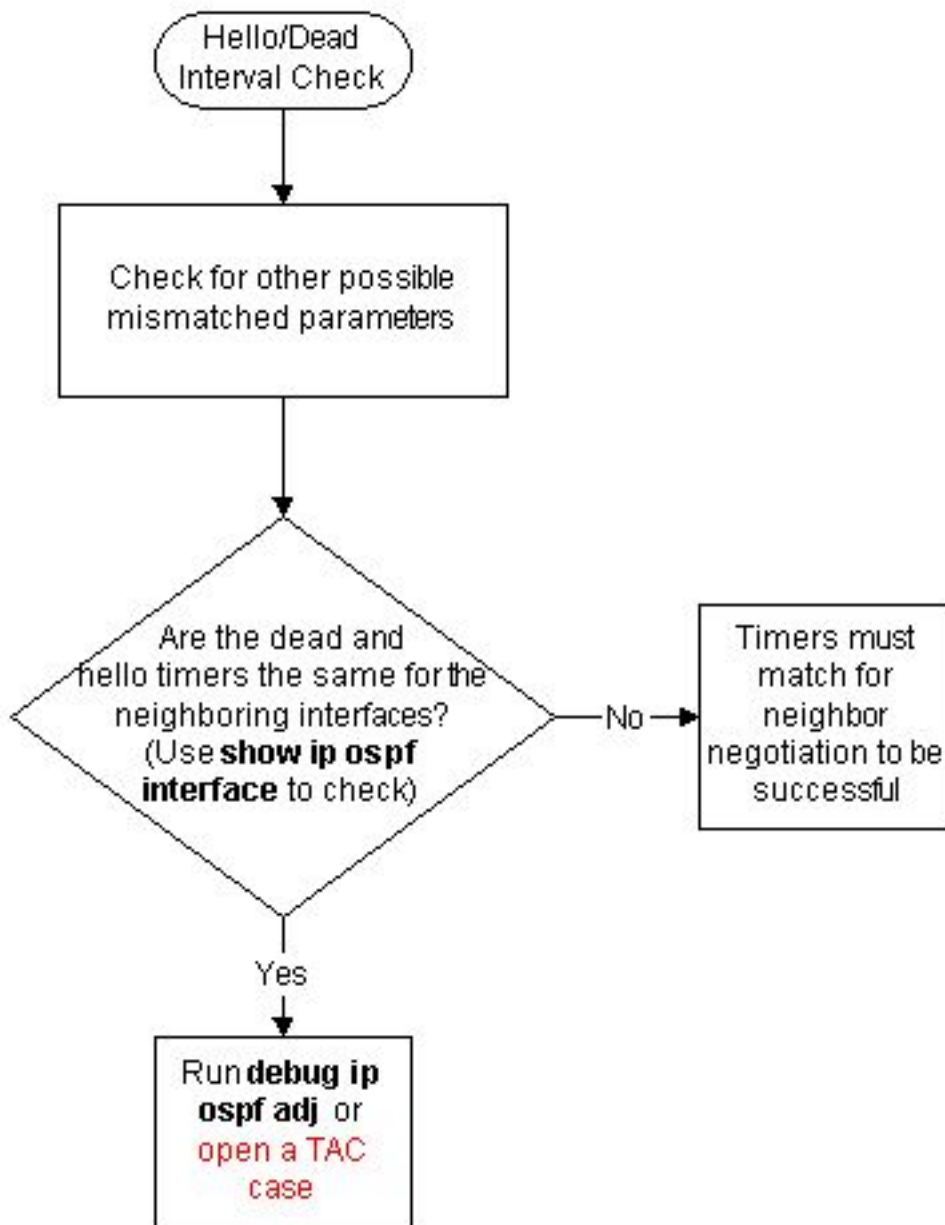 Hello/Dead
Interval Check
Check for other possible
mismatched parameters
Are the dead and
hello timers the same for the
neighboring interfaces?
(Use show ip ospf
interface to check)
No
Timers must
match for
neighbor
negotiation to be
successful
Yes
Run debug ip
ospf adj or
open a TAC
case